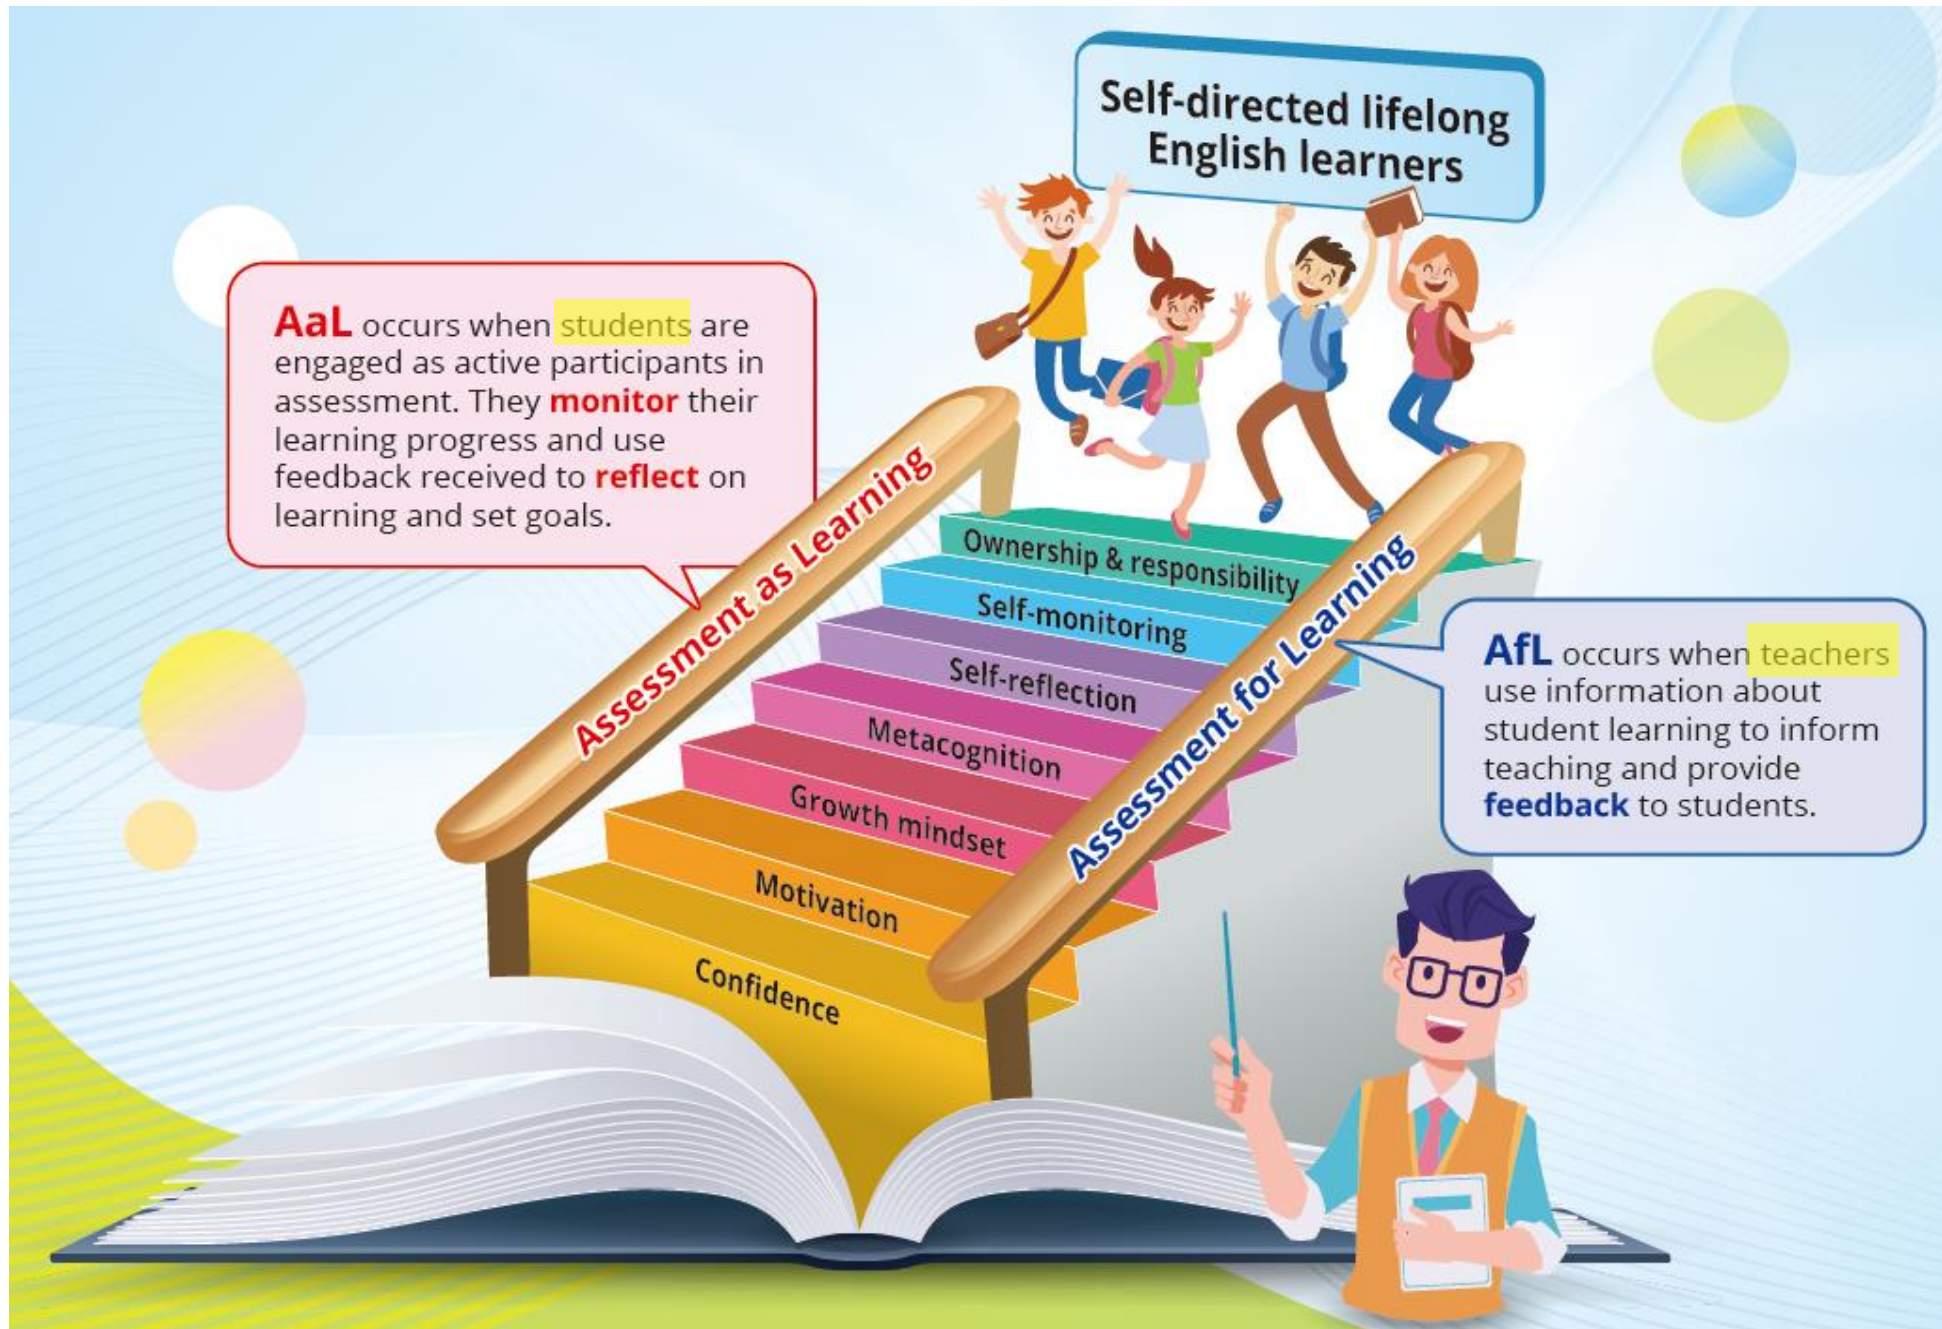 Self-directed lifelong
English learners
AaL occurs when students are
engaged as active participants in
assessment. They monitor their
learning progress and use
feedback received to reflect on
learning and set goals.
Assessment as Learning
Ownership & responsibility
Self-monitoring
Self-reflection
Metacognition
Growth mindset
Motivation
Confidence
Assessment for Learning
AfL occurs when teachers
use information about
student learning to inform
teaching and provide
feedback to students.